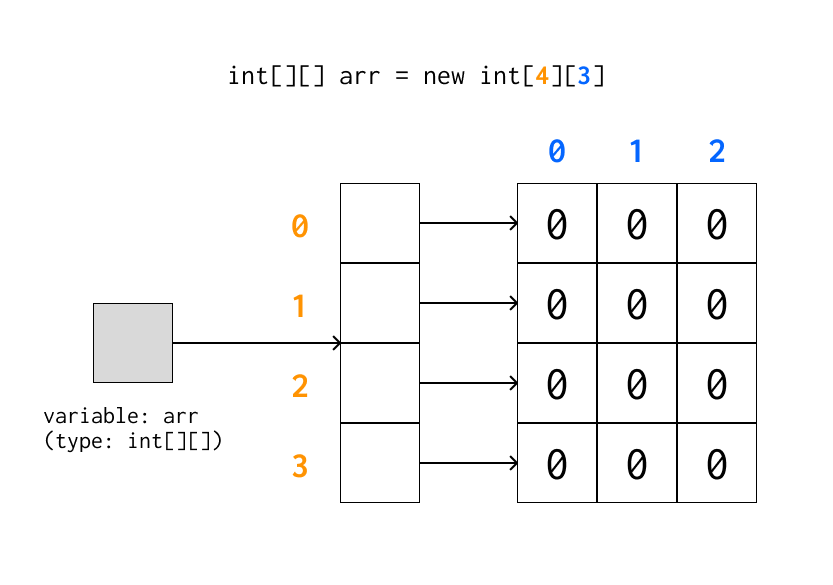 int[][] arr = new int[4][3]
0 1 2
0 0 0 0
1 0 0 0
variable: arr
(type: int[][])
2 0 0 0
3 0 0 0